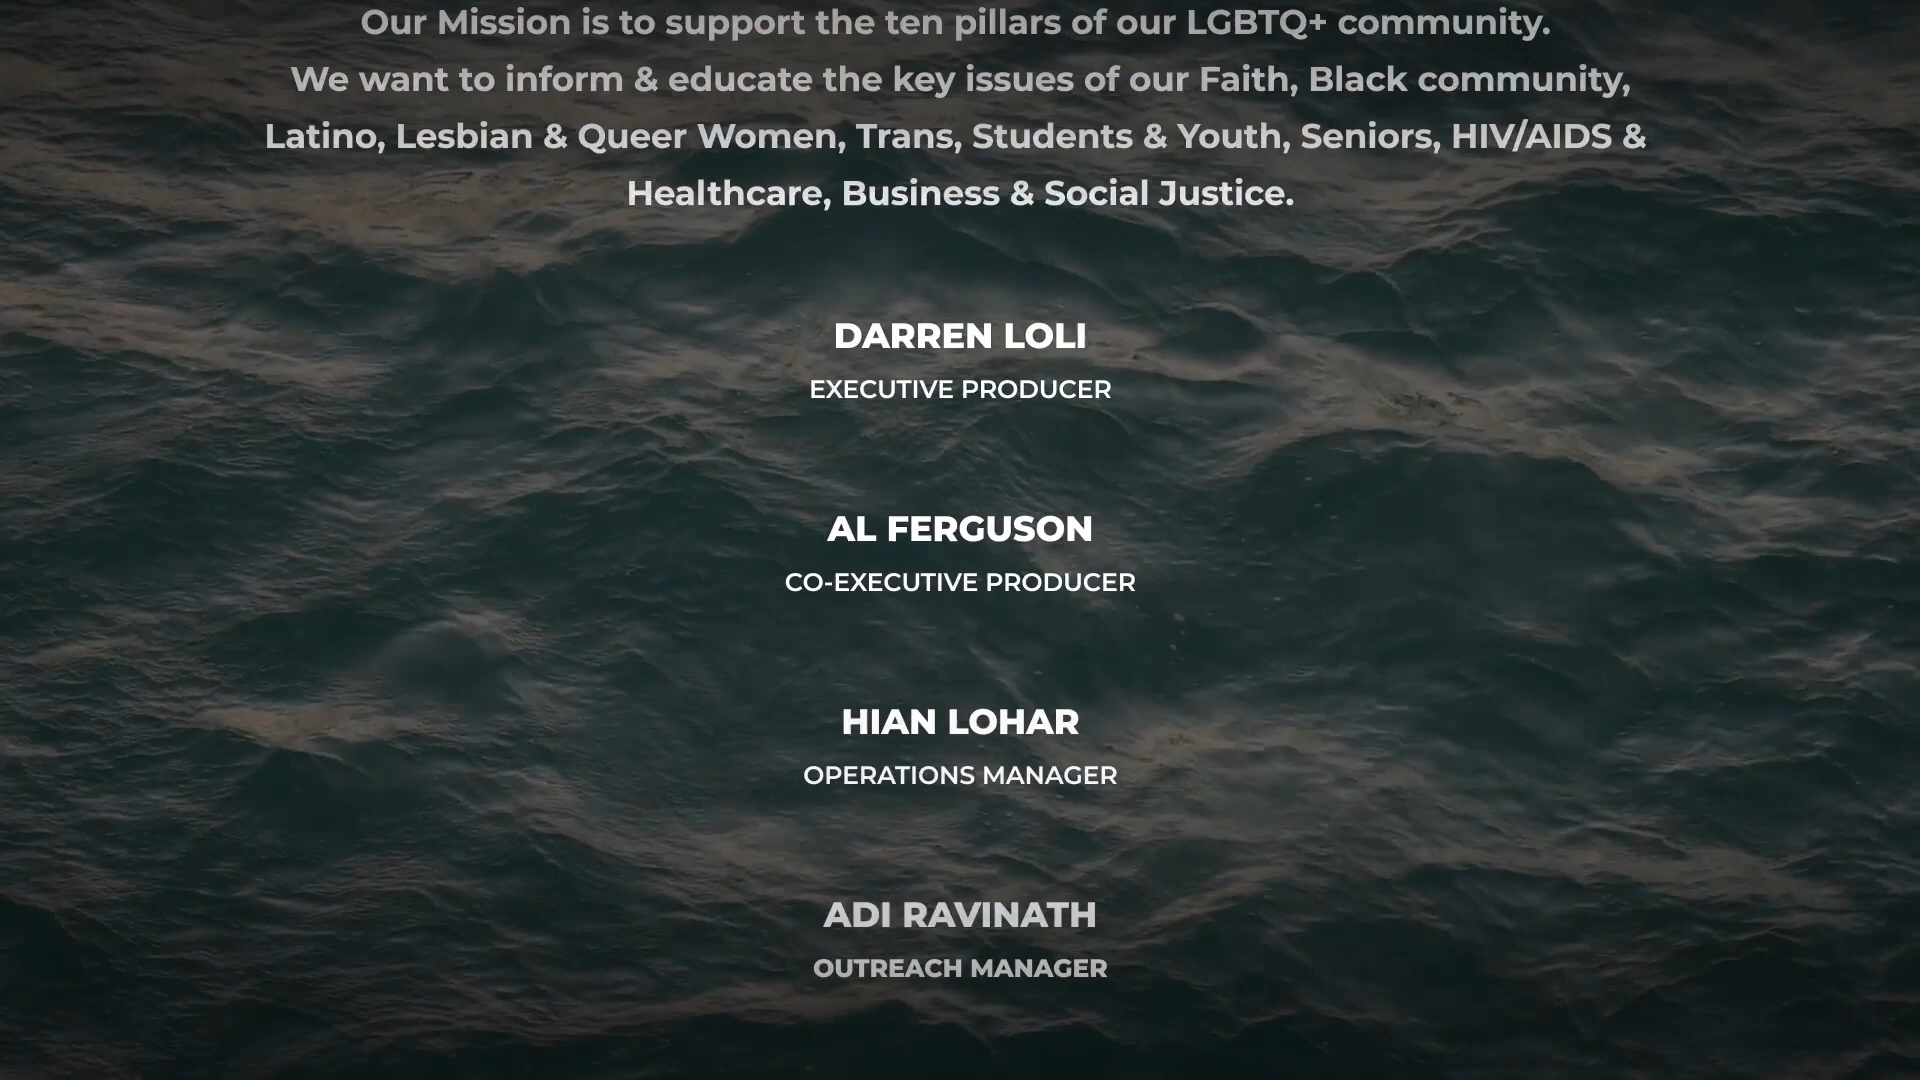 Our Mission is to support the ten pillars of our LGBTQ+ community.
We want to inform & educate the key issues of our Faith, Black community,
Latino, Lesbian & Queer Women, Trans, Students & Youth, Seniors, HIV/AIDS &
Healthcare, Business & Social Justice.
DARREN LOLI
EXECUTIVE PRODUCER
AL FERGUSON
CO-EXECUTIVE PRODUCER
HIAN LOHAR
OPERATIONS MANAGER
ADI RAVINATH
OUTREACH MANAGER